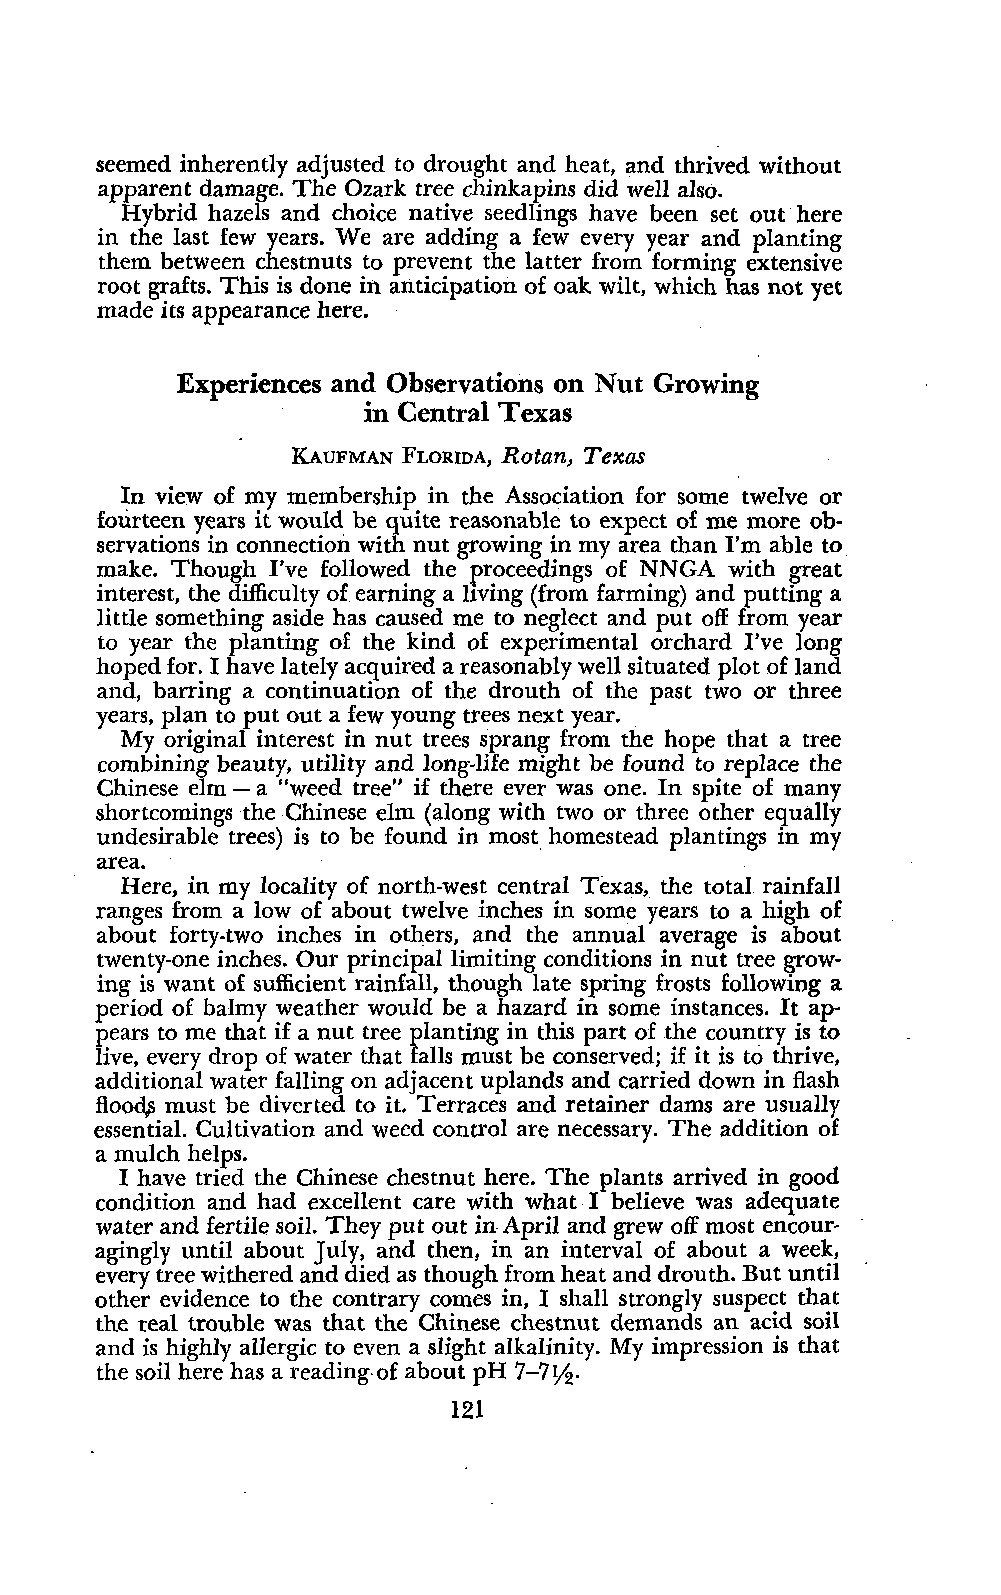 seemed inherently adjusted to drought and heat, and thrived without
apparent damage. The Ozark tree chinkapins did well also.
Hybrid hazels and choice native seedlings have been set out here
in the last few years. We are adding a few every year and planting
them between chestnuts to prevent the latter from forming extensive
root grafts. This is done in anticipation of oak wilt, which has not yet
made its appearance here.
Experiences and Observations on Nut Growing
in Central Texas
KAUFMAN FLORIDA, Rotan, Texas
In view of my membership in the Association for some twelve or
fourteen years it would be quite reasonable to expect of me more ob-
servations in connection with nut growing in my area than I'm able to
make. Though I've followed the proceedings of NNGA with great
interest, the difficulty of earning a living (from farming) and putting a
little something aside has caused me to neglect and put off from year
to year the planting of the kind of experimental orchard I've long
hoped for. I have lately acquired a reasonably well situated plot of land
and, barring a continuation of the drouth of the past two or three
years, plan to put out a few young trees next year.
My original interest in nut trees sprang from the hope that a tree
combining beauty, utility and long-life might be found to replace the
Chinese elm — a "weed tree" if there ever was one. In spite of many
shortcomings the Chinese elm (along with two or three other equally
undesirable trees) is to be found in most homestead plantings in my
area.
Here, in my locality of north-west central Texas, the total rainfall
ranges from a low of about twelve inches in some years to a high of
about forty-two inches in others, and the annual average is about
twenty-one inches. Our principal limiting conditions in nut tree grow-
ing is want of sufficient rainfall, though late spring frosts following a
period of balmy weather would be a hazard in some instances. It ap-
pears to me that if a nut tree planting in this part of the country is to
live, every drop of water that falls must be conserved; if it is to thrive,
additional water falling on adjacent uplands and carried down in flash
floods must be diverted to it. Terraces and retainer dams are usually
essential. Cultivation and weed control are necessary. The addition of
a mulch helps.
I have tried the Chinese chestnut here. The plants arrived in good
condition and had excellent care with what I believe was adequate
water and fertile soil. They put out in April and grew off most encour-
agingly until about July, and then, in an interval of about a week,
every tree withered and died as though from heat and drouth. But until
other evidence to the contrary comes in, I shall strongly suspect that
the real trouble was that the Chinese chestnut demands an acid soil
and is highly allergic to even a slight alkalinity. My impression is that
the soil here has a reading of about pH 7–7½.
121